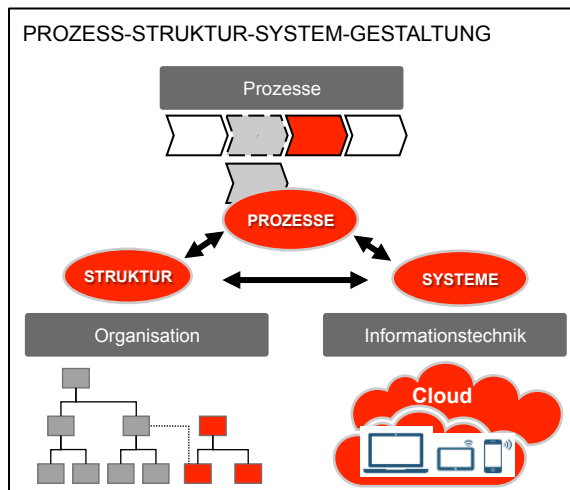 PROZESS-STRUKTUR-SYSTEM-GESTALTUNG
Prozesse
PROZESSE
STRUKTUR
SYSTEME
Organisation
Informationstechnik
Cloud